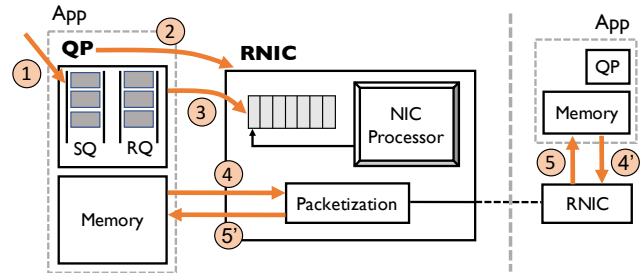 App
2
QP
RNIC
1
3
NIC
Processor
SQ
RQ
4
Memory
Packetization
5'
App
QP
Memory
5
4'
RNIC